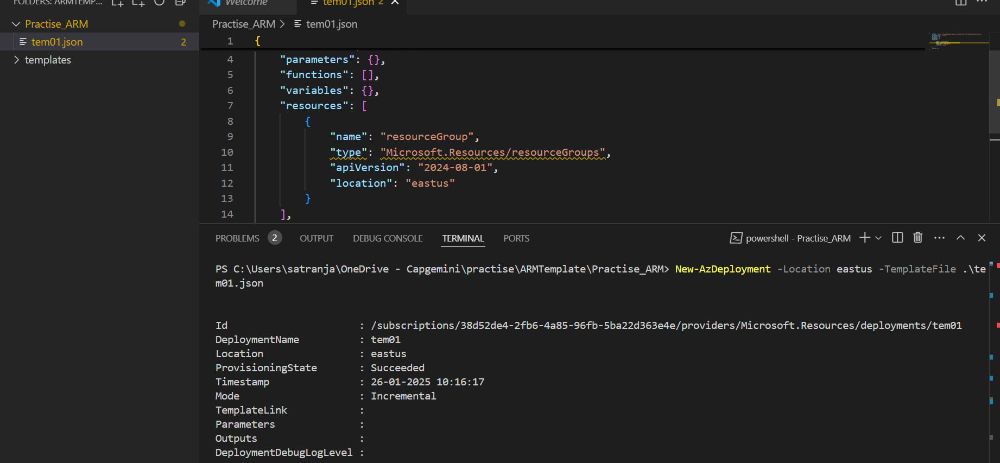 FOLDERS: ARMTEMP...
Practise_ARM
tem01.json 2
templates
Welcome
tem01.json 2
Practise_ARM > tem01.json
1 {
4 "parameters": {},
5 "functions": [],
6 "variables": {},
7 "resources": [
8 {
9 "name": "resourceGroup",
10 "type": "Microsoft.Resources/resourceGroups",
11 "apiVersion": "2024-08-01",
12 "location": "eastus"
13 }
14 ],
PROBLEMS 2 OUTPUT DEBUG CONSOLE TERMINAL PORTS powershell - Practise_ARM
PS C:\Users\satranja\OneDrive - Capgemini\practise\ARMTemplate\Practise_ARM> New-AzDeployment -Location eastus -TemplateFile .\te
m01.json
Id : /subscriptions/38d52de4-2fb6-4a85-96fb-5ba22d363e4e/providers/Microsoft.Resources/deployments/tem01
DeploymentName : tem01
Location : eastus
ProvisioningState : Succeeded
Timestamp : 26-01-2025 10:16:17
Mode : Incremental
TemplateLink :
Parameters :
Outputs :
DeploymentDebugLogLevel :